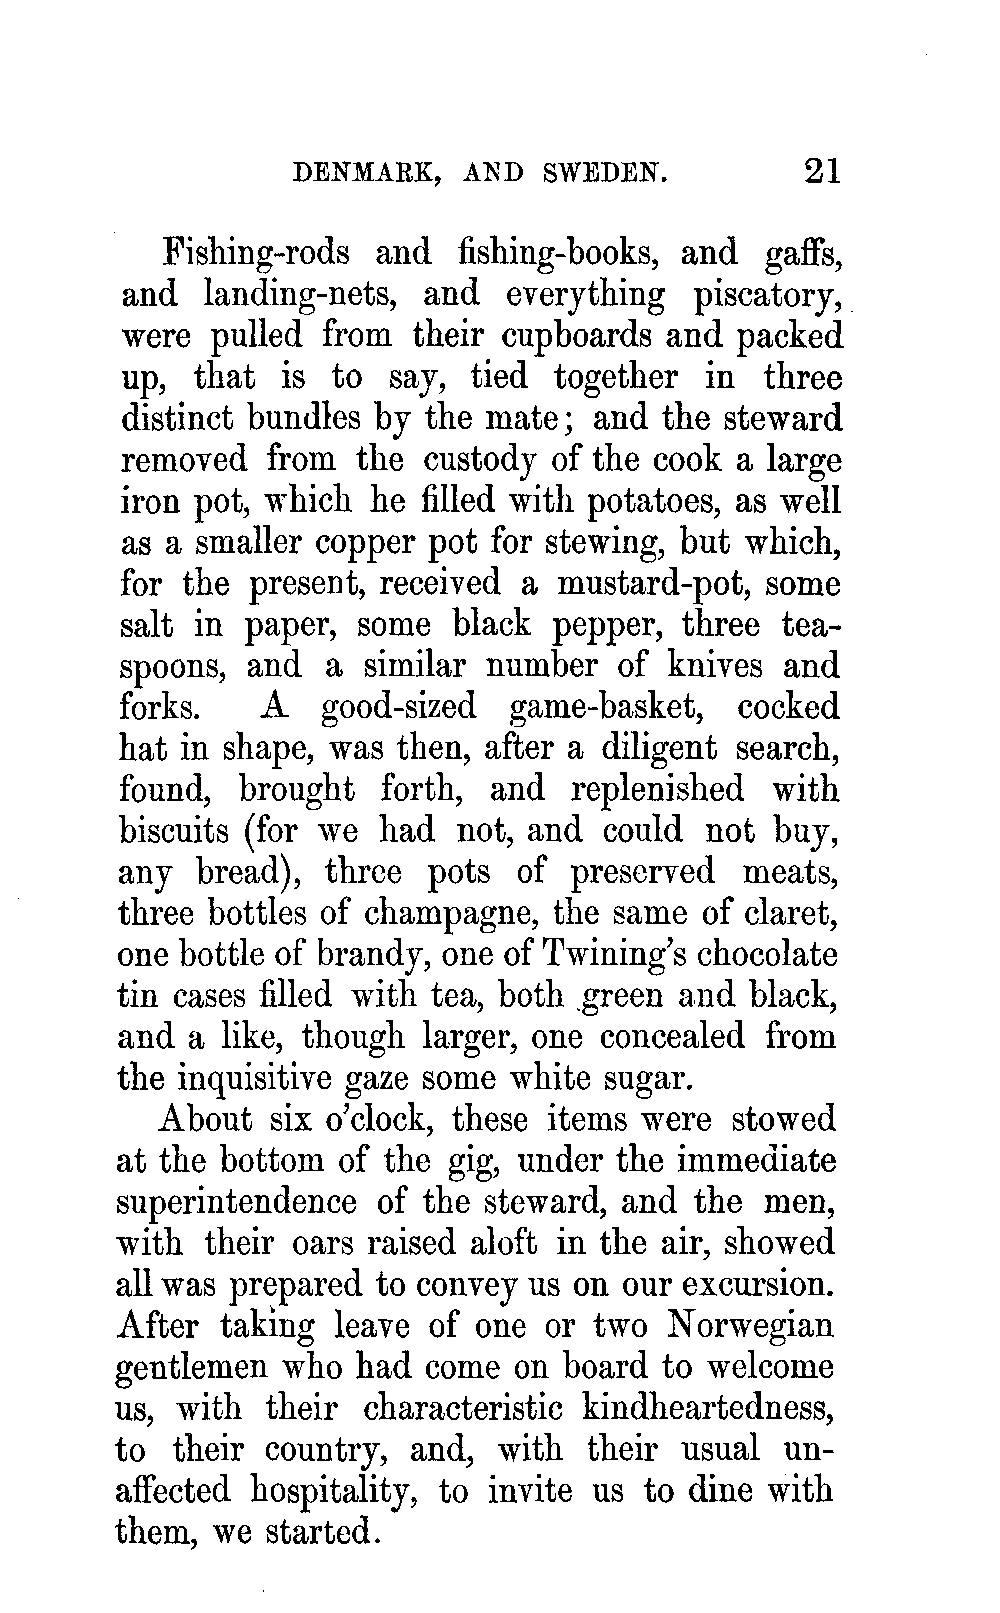 DENMARK, AND SWEDEN. 21
Fishing-rods and fishing-books, and gaffs,
and landing-nets, and everything piscatory,
were pulled from their cupboards and packed
up, that is to say, tied together in three
distinct bundles by the mate; and the steward
removed from the custody of the cook a large
iron pot, which he filled with potatoes, as well
as a smaller copper pot for stewing, but which,
for the present, received a mustard-pot, some
salt in paper, some black pepper, three tea-
spoons, and a similar number of knives and
forks. A good-sized game-basket, cocked
hat in shape, was then, after a diligent search,
found, brought forth, and replenished with
biscuits (for we had not, and could not buy,
any bread), three pots of preserved meats,
three bottles of champagne, the same of claret,
one bottle of brandy, one of Twining's chocolate
tin cases filled with tea, both green and black,
and a like, though larger, one concealed from
the inquisitive gaze some white sugar.
About six o'clock, these items were stowed
at the bottom of the gig, under the immediate
superintendence of the steward, and the men,
with their oars raised aloft in the air, showed
all was prepared to convey us on our excursion.
After taking leave of one or two Norwegian
gentlemen who had come on board to welcome
us, with their characteristic kindheartedness,
to their country, and, with their usual un-
affected hospitality, to invite us to dine with
them, we started.